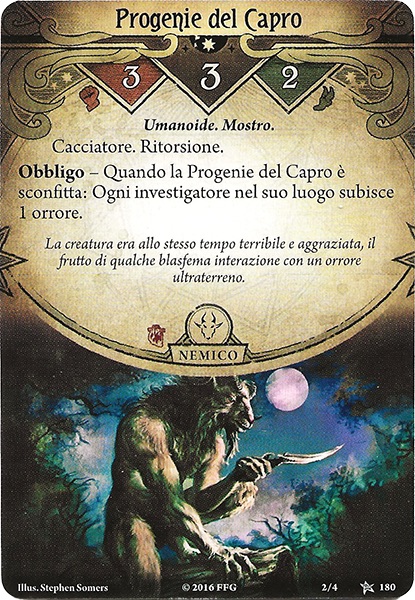 Progenie del Capro
3 3 2
Umanoide. Mostro.
Cacciatore. Ritorsione.
Obbligo – Quando la Progenie del Capro è
sconfitta: Ogni investigatore nel suo luogo subisce
1 orrore.
La creatura era allo stesso tempo terribile e aggraziata, il
frutto di qualche blasfema interazione con un orrore
ultraterreno.
NEMICO
Illus. Stephen Somers © 2016 FFG 2/4 180